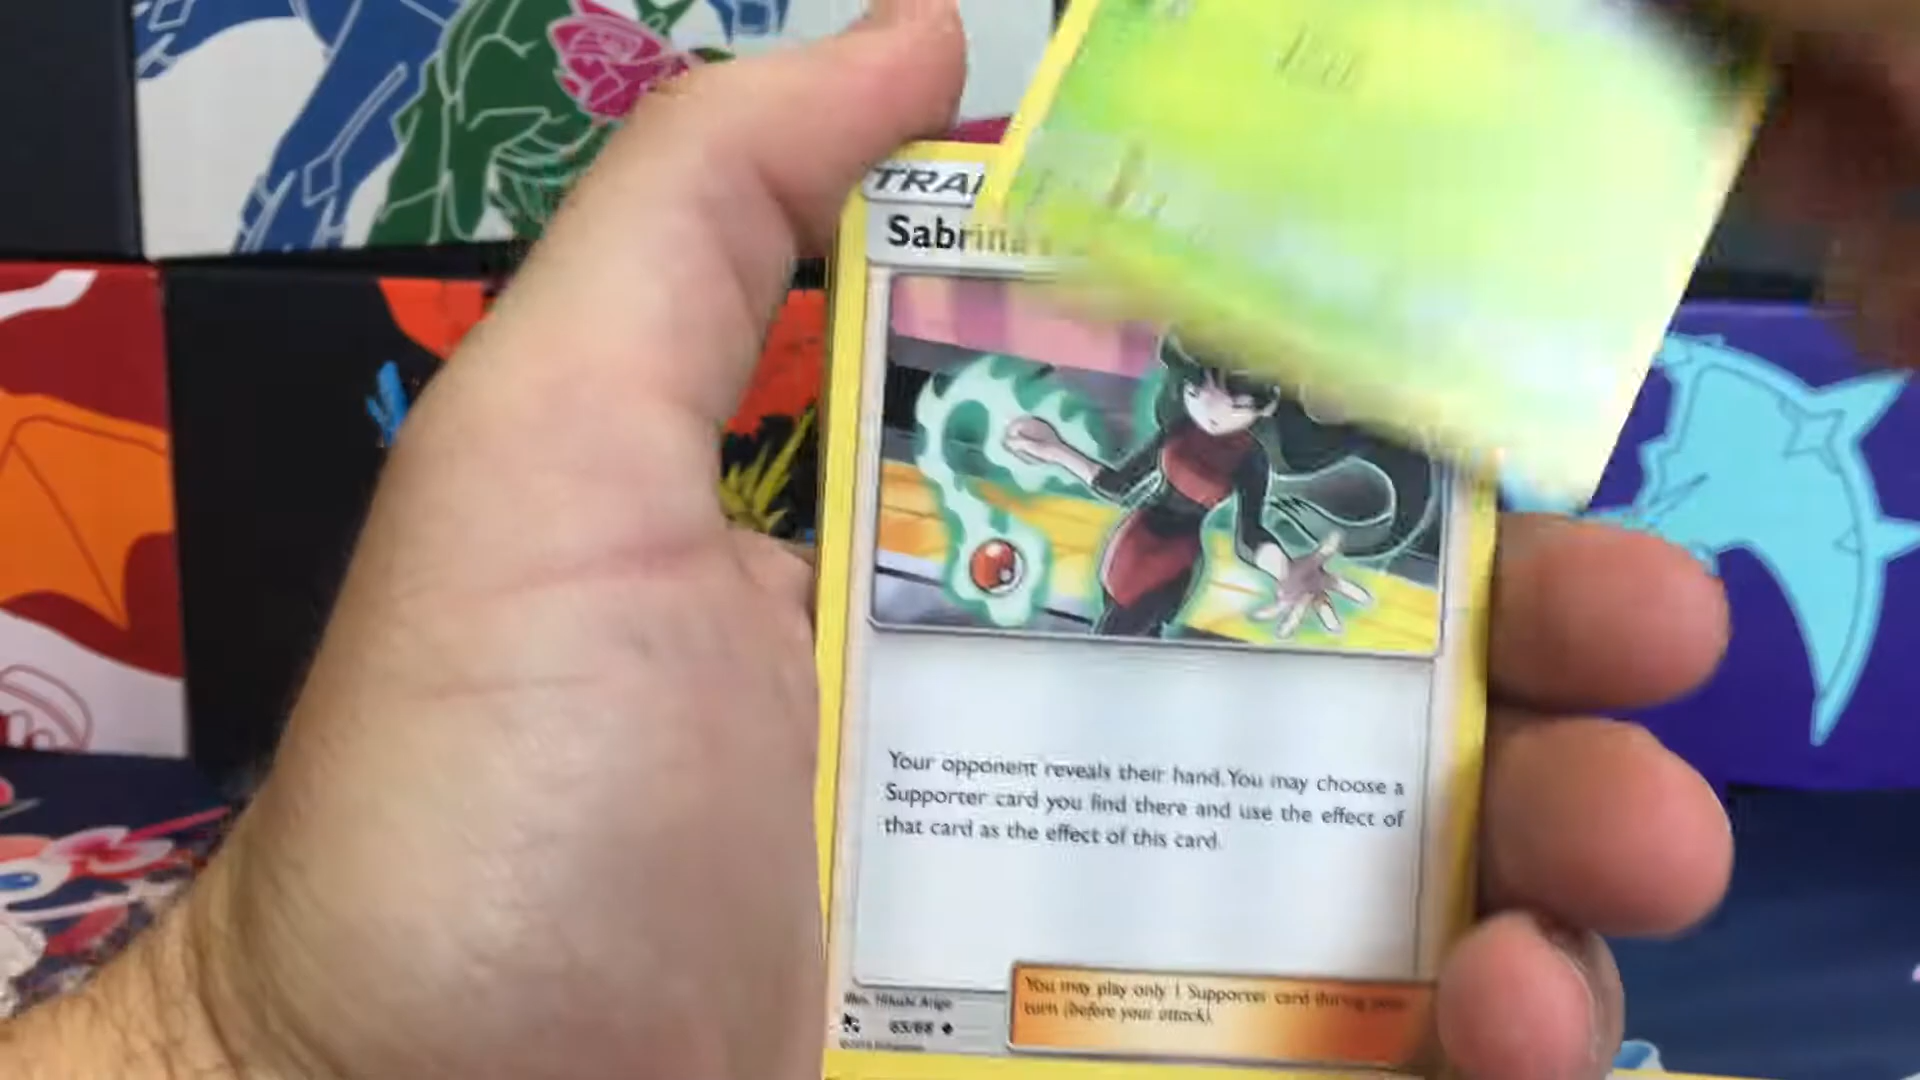 TRAI
Sabrina
Your opponent reveals their hand. You may choose a
Supporter card you find there and use the effect of
that card as the effect of this card.
You may play only 1 Supporter card during your
turn (before your attack).
Illus. Hitoshi Ariga
63/68